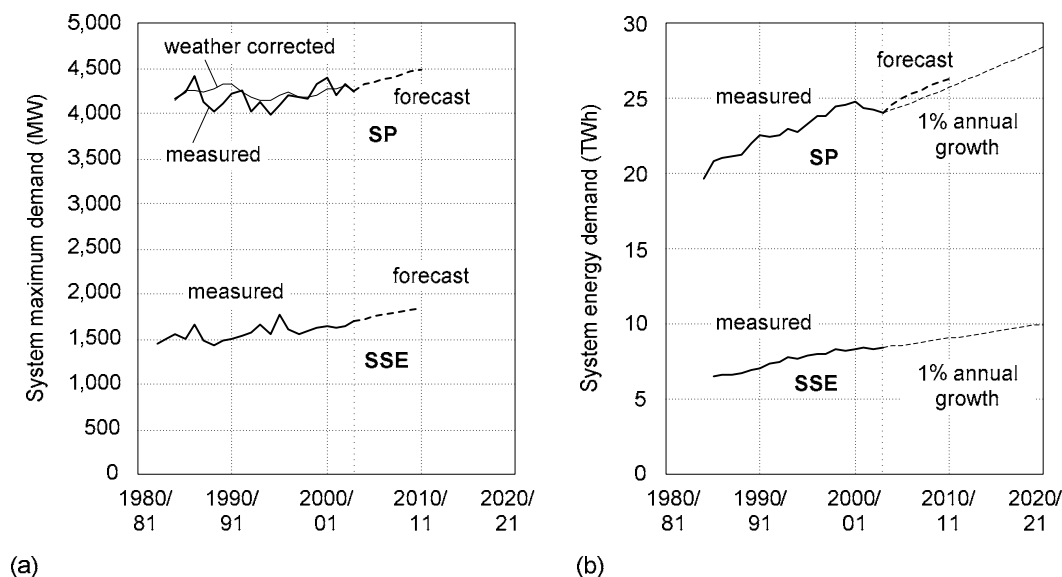 5,000
4,500
4,000
3,500
3,000
2,500
2,000
1,500
1,000
500
0
System maximum demand (MW)
weather corrected
measured
forecast
SP
measured
forecast
SSE
1980/
81
1990/
91
2000/
01
2010/
11
2020/
21
(a)
30
25
20
15
10
5
0
System energy demand (TWh)
measured
forecast
SP
1% annual
growth
measured
SSE
1% annual
growth
1980/
81
1990/
91
2000/
01
2010/
11
2020/
21
(b)